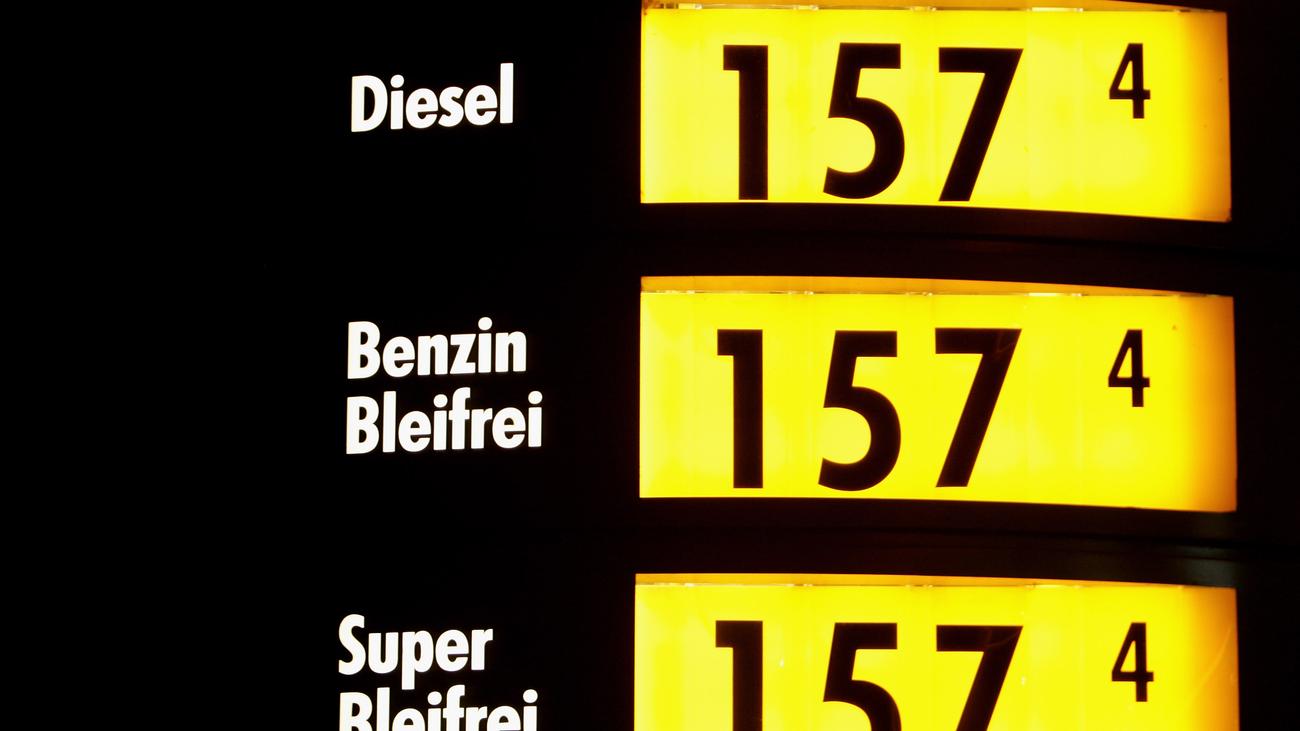 Diesel 157 4
Benzin
Bleifrei 157 4
Super
Bleifrei 157 4